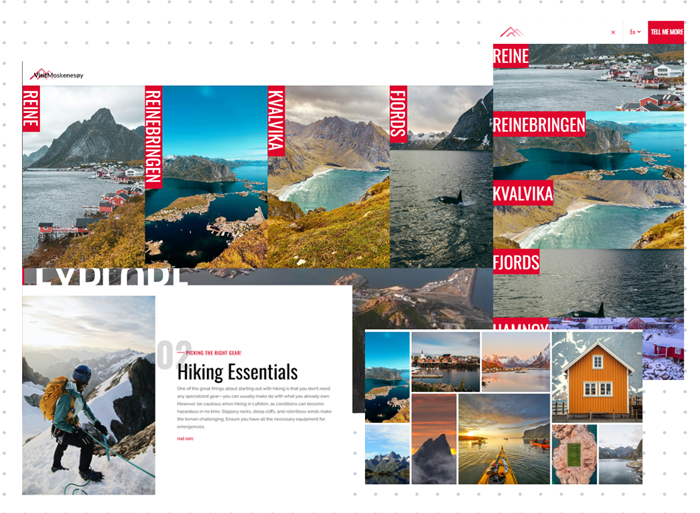 VisitMoskenesøy
REINE
REINEBRINGEN
KVALVIKA
FJORDS
× En TELL ME MORE
REINE
REINEBRINGEN
KVALVIKA
FJORDS
HAMNOY
EXPLORE
02
PICKING THE RIGHT GEAR!
Hiking Essentials
One of the great things about starting out with hiking is that you don't need
any specialized gear—you can usually make do with what you already own.
However be cautious when hiking in Lofoten, as conditions can become
hazardous in no time. Slippery rocks, steep cliffs, and relentless winds make
the terrain challenging. Ensure you have all the necessary equipment for
emergencies.
read more